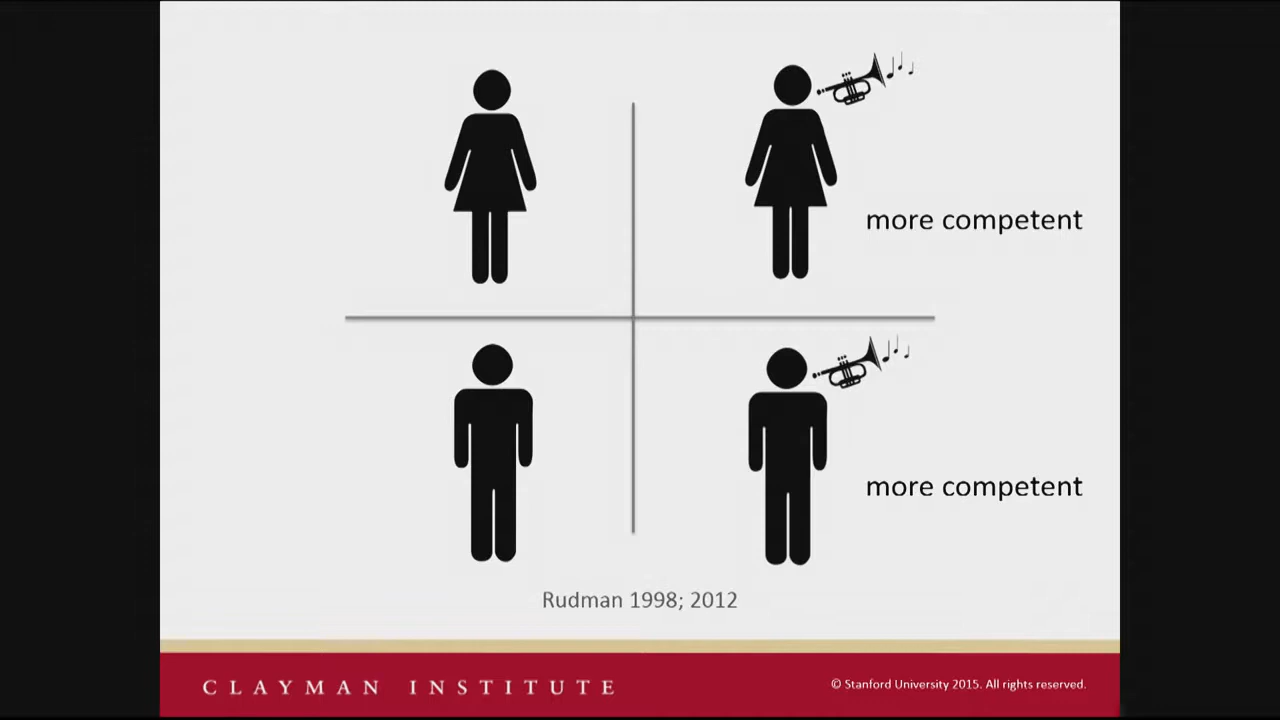 more competent
more competent
Rudman 1998; 2012
CLAYMAN INSTITUTE
© Stanford University 2015. All rights reserved.